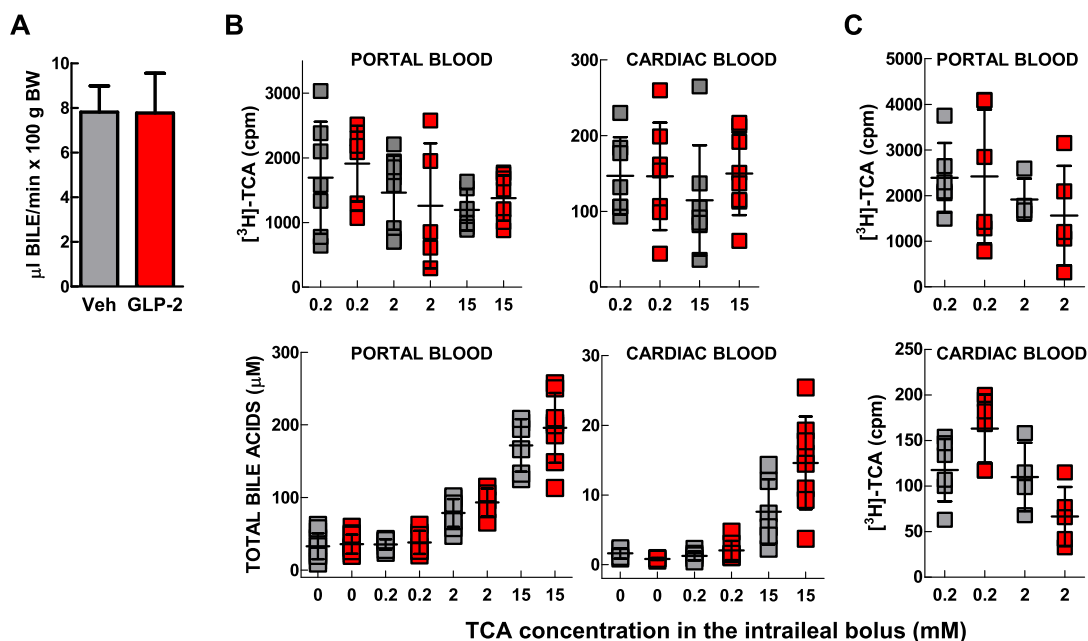 A
B
C
μl BILE/min x 100 g BW
10
8
6
4
2
0
Veh GLP-2
PORTAL BLOOD
[³H]-TCA (cpm)
3000
2000
1000
0
0.2 0.2 2 2 15 15
CARDIAC BLOOD
300
200
100
0
0.2 0.2 15 15
PORTAL BLOOD
[³H]-TCA (cpm)
5000
4000
3000
2000
1000
0
0.2 0.2 2 2
PORTAL BLOOD
TOTAL BILE ACIDS (μM)
300
200
100
0
0 0 0.2 0.2 2 2 15 15
CARDIAC BLOOD
30
20
10
0
0 0 0.2 0.2 15 15
CARDIAC BLOOD
[³H]-TCA (cpm)
250
200
150
100
50
0
0.2 0.2 2 2
TCA concentration in the intraileal bolus (mM)